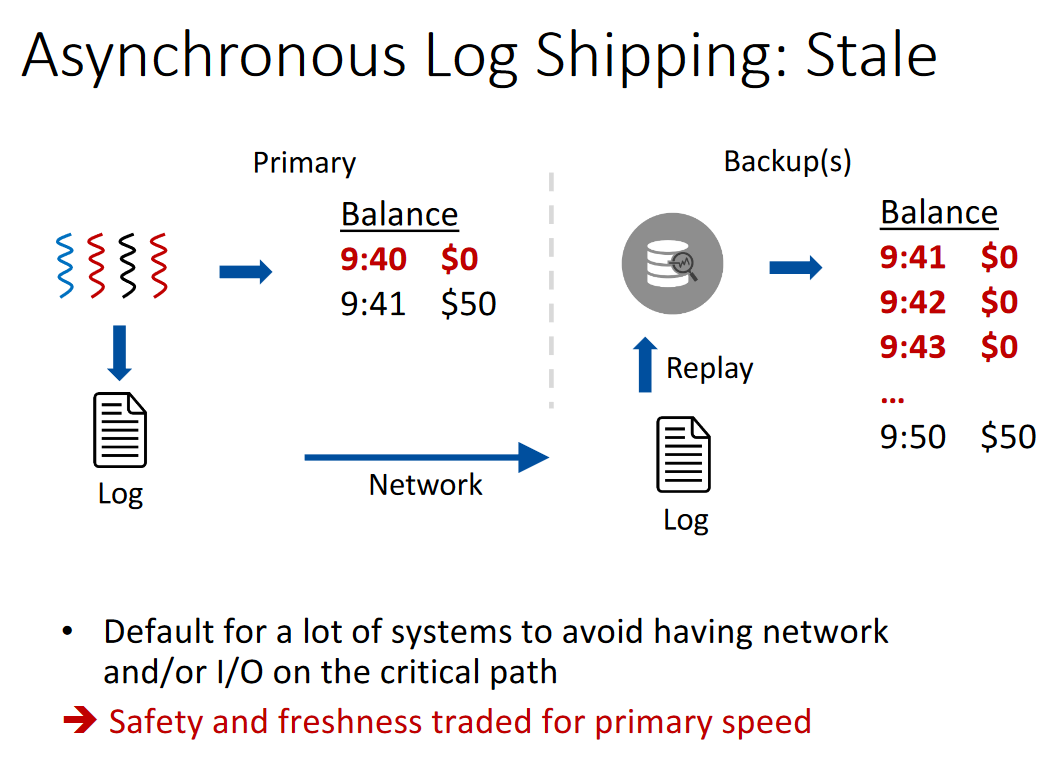 Asynchronous Log Shipping: Stale
Primary
Balance
9:40 $0
9:41 $50
Log
Network
Backup(s)
Balance
9:41 $0
9:42 $0
9:43 $0
...
9:50 $50
Replay
Log
• Default for a lot of systems to avoid having network
and/or I/O on the critical path
➔ Safety and freshness traded for primary speed